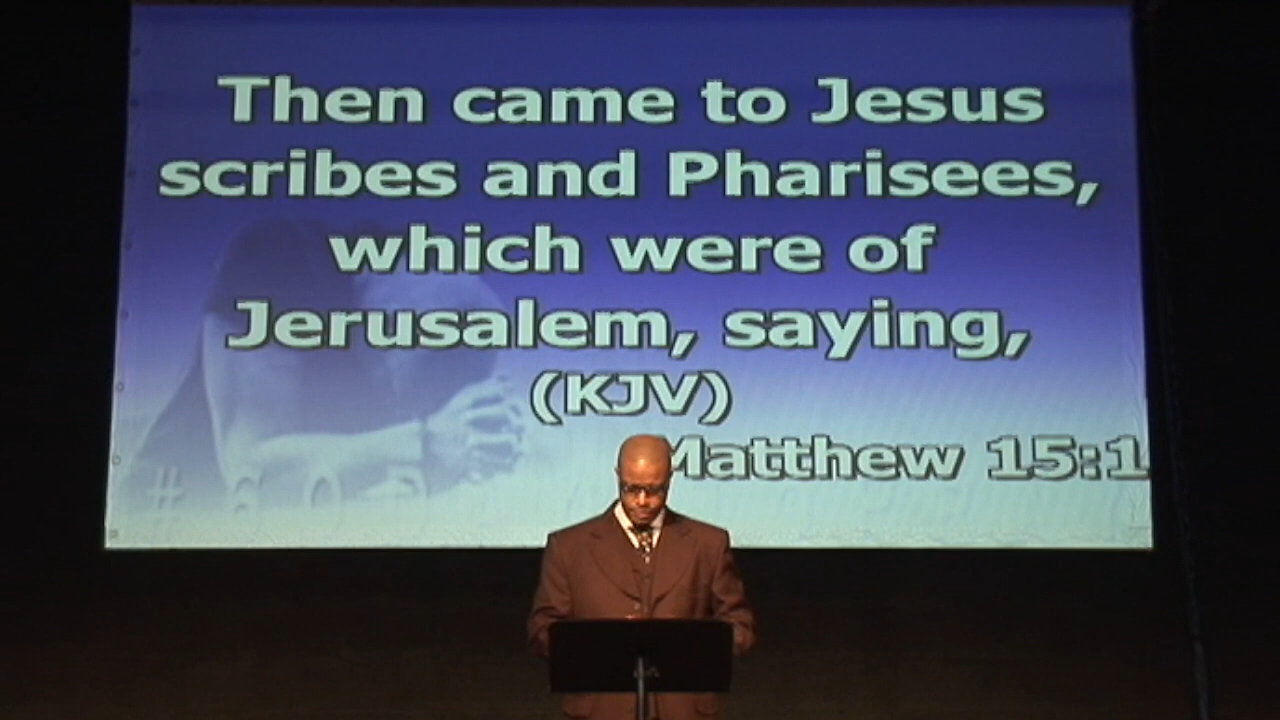 Then came to Jesus
scribes and Pharisees,
which were of
Jerusalem, saying,
(KJV)
Matthew 15:1